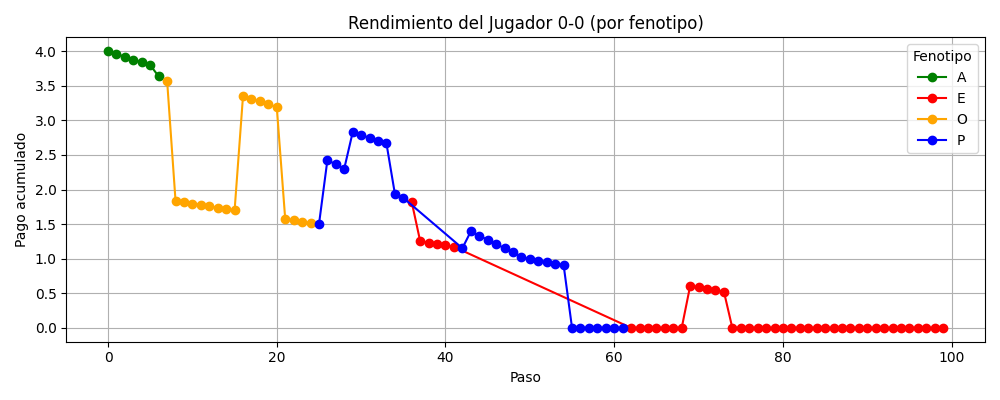 Rendimiento del Jugador 0-0 (por fenotipo)
Pago acumulado
4.0
3.5
3.0
2.5
2.0
1.5
1.0
0.5
0.0
Fenotipo
A
E
O
P
0 20 40 60 80 100
Paso